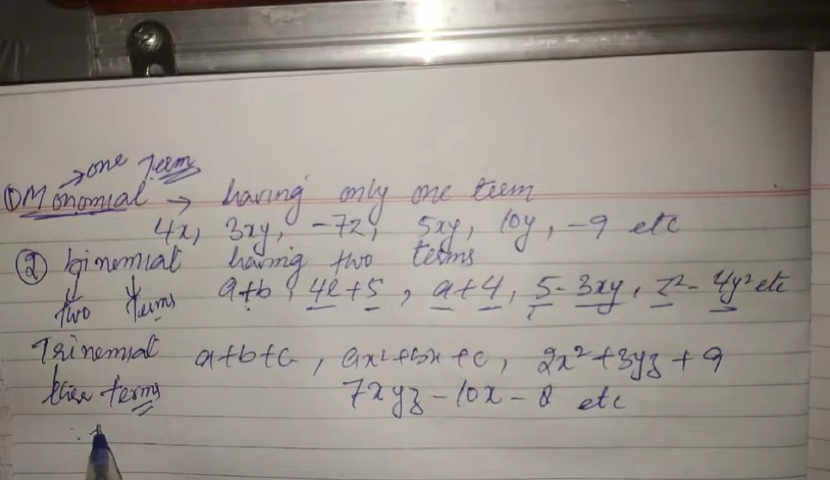 → one Term
① Monomial → having only one term
4x, 3xy, -7z, 5xy, 10y, -9 etc
② binomial having two terms
two terms a+b, 4l+5, a+4, 5-3xy, z²-4y² etc
Trinomial a+b+c, ax²+bx+c, 2x²+3yz+9
three terms 7xyz-10x-8 etc